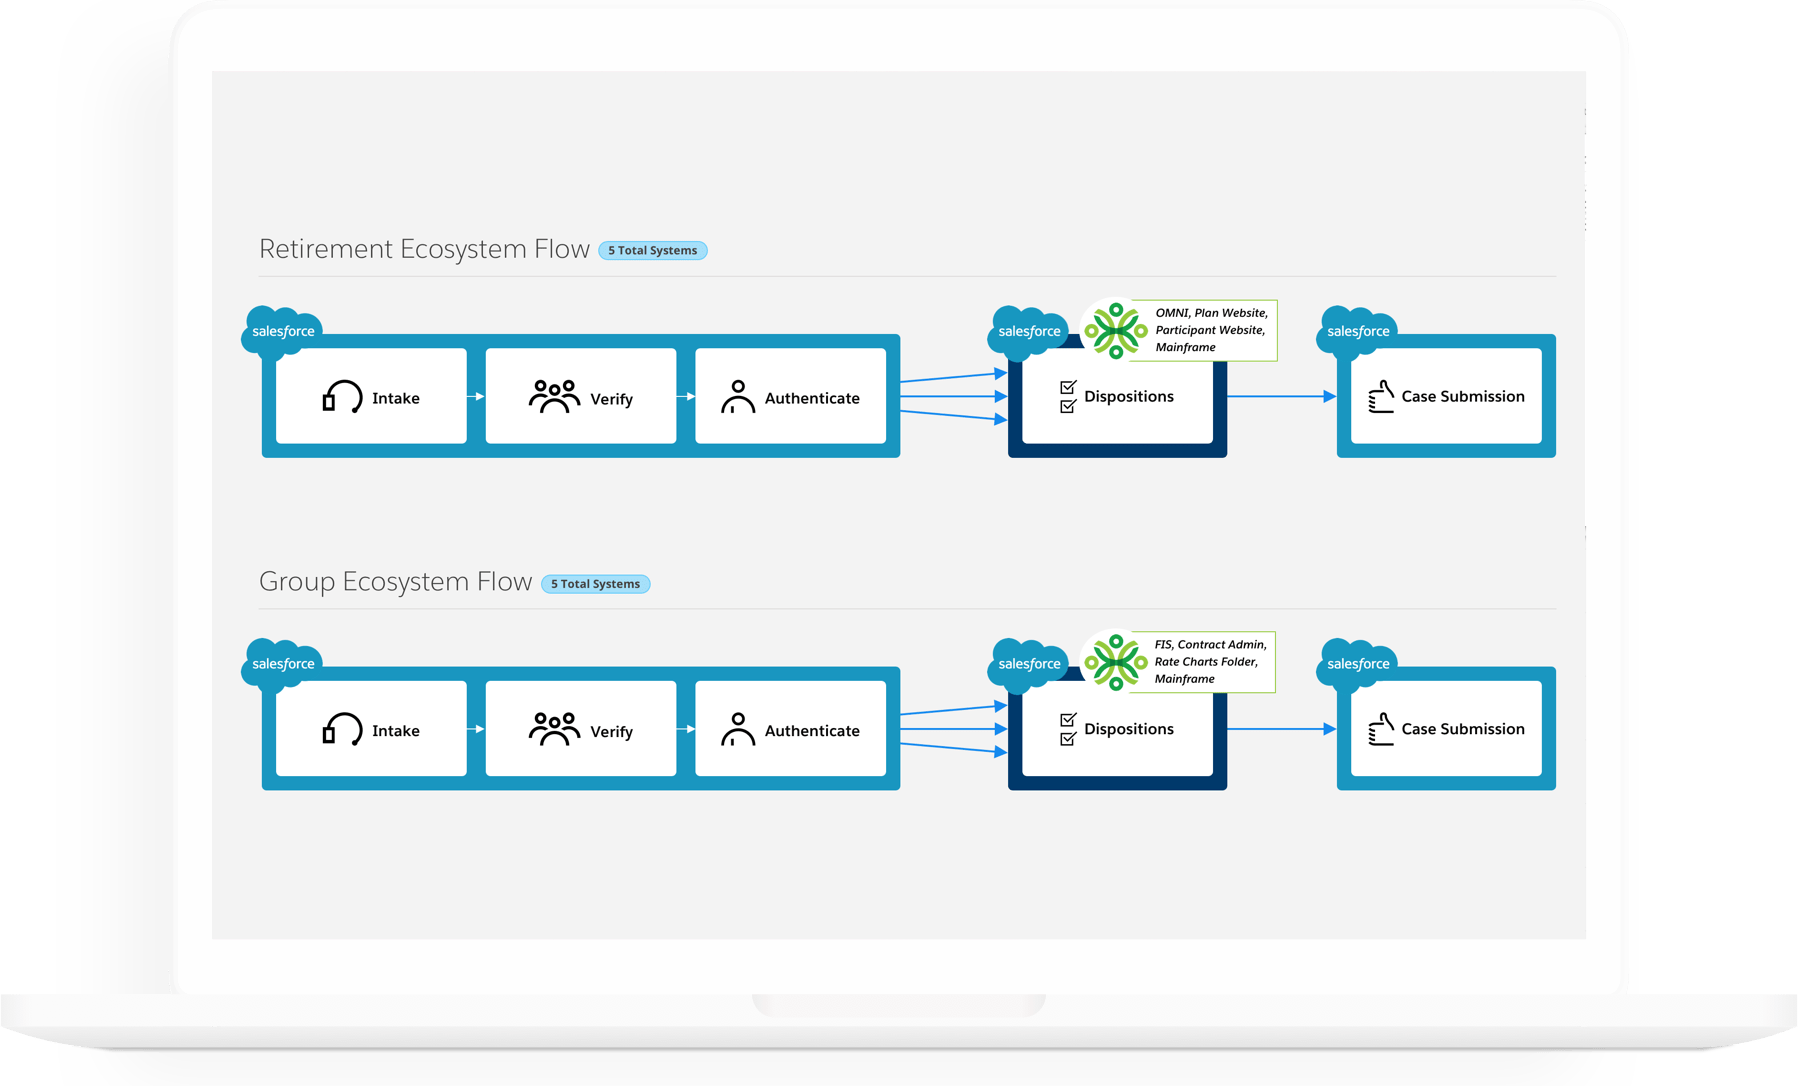 Retirement Ecosystem Flow 5 Total Systems
salesforce
Intake
Verify
Authenticate
salesforce
OMNI, Plan Website,
Participant Website,
Mainframe
Dispositions
salesforce
Case Submission
Group Ecosystem Flow 5 Total Systems
salesforce
Intake
Verify
Authenticate
salesforce
FIS, Contract Admin,
Rate Charts Folder,
Mainframe
Dispositions
salesforce
Case Submission